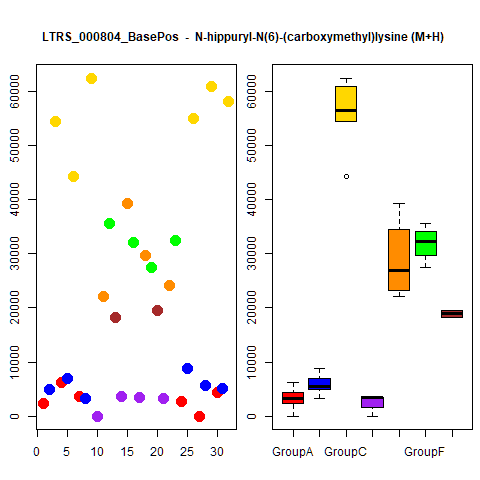 LTRS_000804_BasePos - N-hippuryl-N(6)-(carboxymethyl)lysine (M+H)
0 10000 20000 30000 40000 50000 60000
0 5 10 15 20 25 30
0 10000 20000 30000 40000 50000 60000
GroupA GroupC GroupF